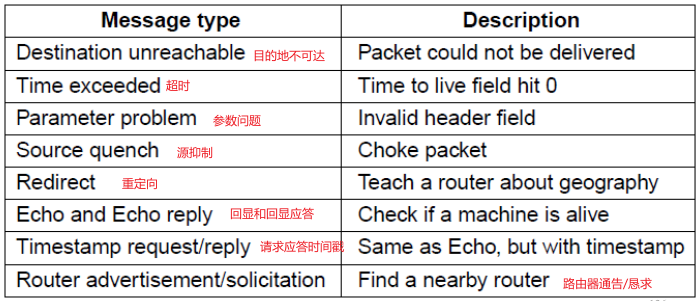 Message type Description
Destination unreachable 目的地不可达 Packet could not be delivered
Time exceeded 超时 Time to live field hit 0
Parameter problem 参数问题 Invalid header field
Source quench 源抑制 Choke packet
Redirect 重定向 Teach a router about geography
Echo and Echo reply 回显和回显应答 Check if a machine is alive
Timestamp request/reply 请求应答时间戳 Same as Echo, but with timestamp
Router advertisement/solicitation Find a nearby router 路由器通告/恳求